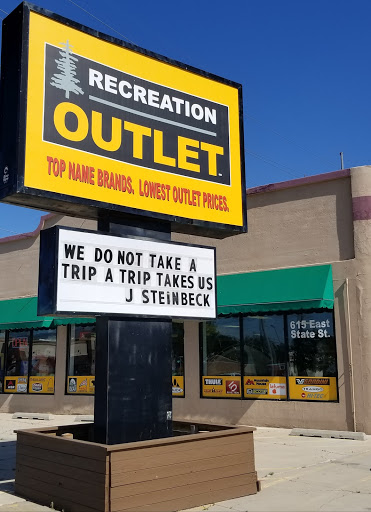 RECREATION
OUTLET
TOP NAME BRANDS. LOWEST OUTLET PRICES.
WE DO NOT TAKE A
TRIP A TRIP TAKES US
J STEiNBECK
615 East
State St.
THULE